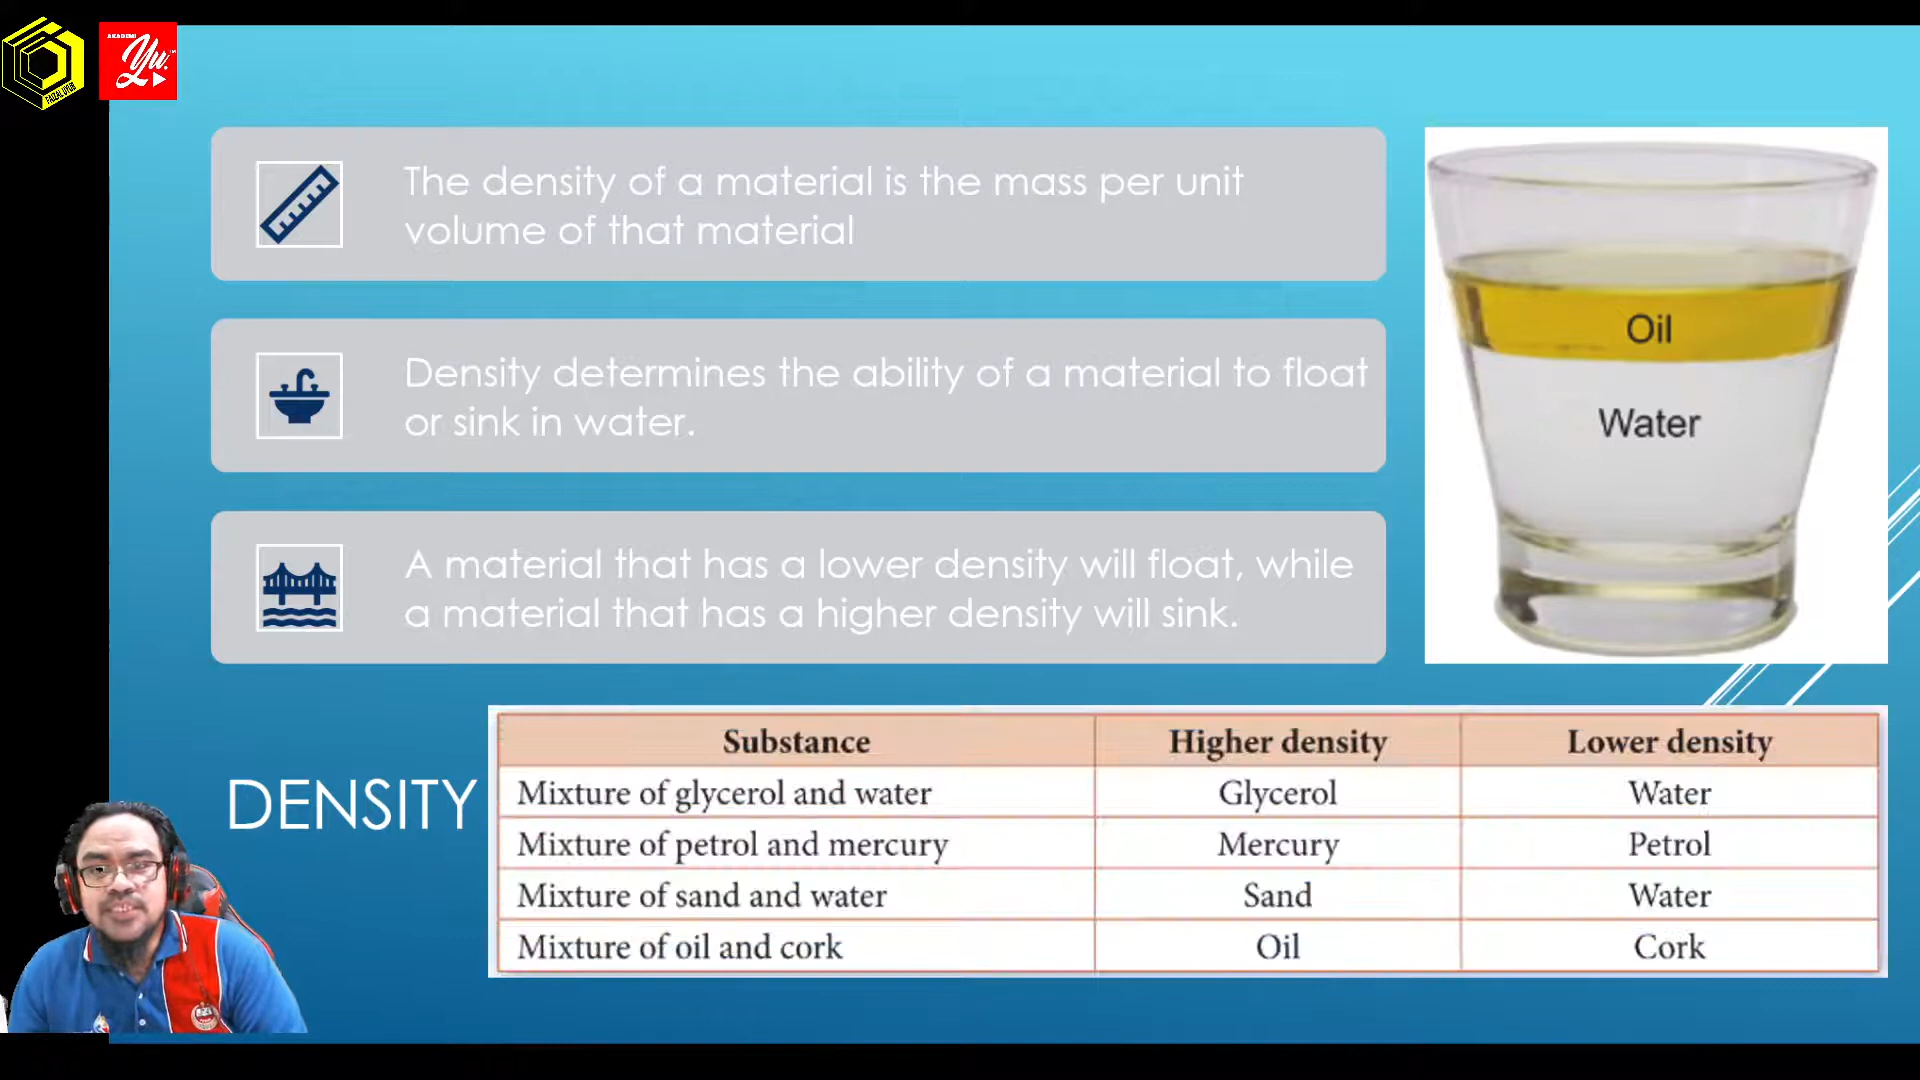 AKADEMI
Yu.
FAIZAL UYUB
The density of a material is the mass per unit
volume of that material
Density determines the ability of a material to float
or sink in water.
A material that has a lower density will float, while
a material that has a higher density will sink.
Oil
Water
DENSITY
Substance Higher density Lower density
Mixture of glycerol and water Glycerol Water
Mixture of petrol and mercury Mercury Petrol
Mixture of sand and water Sand Water
Mixture of oil and cork Oil Cork